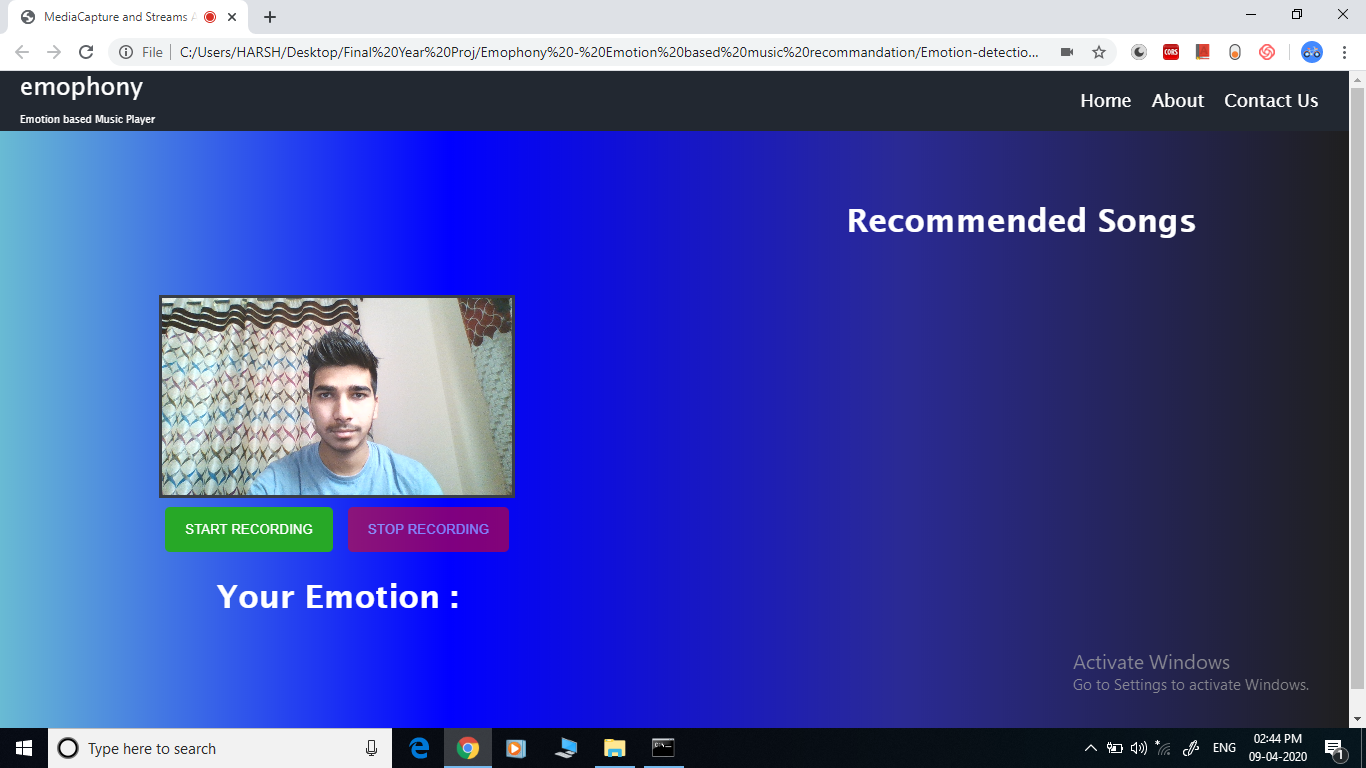 MediaCapture and Streams
File
C:/Users/HARSH/Desktop/Final%20Year%20Proj/Emophony%20-%20Emotion%20based%20music%20recommandation/Emotion-detectio...
CORS
emophony
Emotion based Music Player
Home About Contact Us
Recommended Songs
START RECORDING STOP RECORDING
Your Emotion :
Activate Windows
Go to Settings to activate Windows.
Type here to search
ENG
02:44 PM
09-04-2020
1